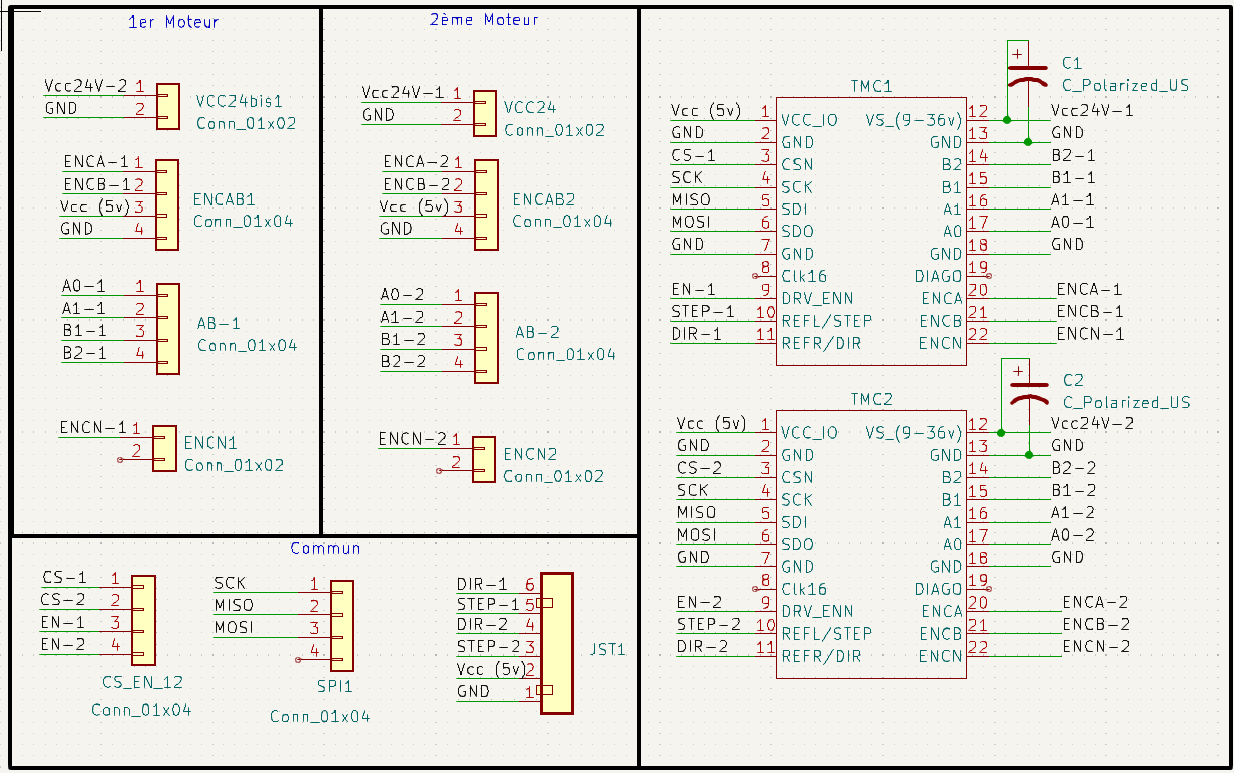 1er Moteur
Vcc24V-2 1
GND 2
VCC24bis1
Conn_01x02
ENCA-1 1
ENCB-1 2
Vcc (5v) 3
GND 4
ENCAB1
Conn_01x04
A0-1 1
A1-1 2
B1-1 3
B2-1 4
AB-1
Conn_01x04
ENCN-1 1
2
ENCN1
Conn_01x02
2ème Moteur
Vcc24V-1 1
GND 2
VCC24
Conn_01x02
ENCA-2 1
ENCB-2 2
Vcc (5v) 3
GND 4
ENCAB2
Conn_01x04
A0-2 1
A1-2 2
B1-2 3
B2-2 4
AB-2
Conn_01x04
ENCN-2 1
2
ENCN2
Conn_01x02
Commun
CS-1 1
CS-2 2
EN-1 3
EN-2 4
CS_EN_12
Conn_01x04
SCK 1
MISO 2
MOSI 3
4
SPI1
Conn_01x04
DIR-1 6
STEP-1 5
DIR-2 4
STEP-2 3
Vcc (5v) 2
GND 1
JST1
+
C1
C_Polarized_US
TMC1
Vcc (5v) 1 VCC_IO VS_(9-36v) 12 Vcc24V-1
GND 2 GND GND 13 GND
CS-1 3 CSN B2 14 B2-1
SCK 4 SCK B1 15 B1-1
MISO 5 SDI A1 16 A1-1
MOSI 6 SDO A0 17 A0-1
GND 7 GND GND 18 GND
8 Clk16 DIAGO 19
EN-1 9 DRV_ENN ENCA 20 ENCA-1
STEP-1 10 REFL/STEP ENCB 21 ENCB-1
DIR-1 11 REFR/DIR ENCN 22 ENCN-1
+
C2
C_Polarized_US
TMC2
Vcc (5v) 1 VCC_IO VS_(9-36v) 12 Vcc24V-2
GND 2 GND GND 13 GND
CS-2 3 CSN B2 14 B2-2
SCK 4 SCK B1 15 B1-2
MISO 5 SDI A1 16 A1-2
MOSI 6 SDO A0 17 A0-2
GND 7 GND GND 18 GND
8 Clk16 DIAGO 19
EN-2 9 DRV_ENN ENCA 20 ENCA-2
STEP-2 10 REFL/STEP ENCB 21 ENCB-2
DIR-2 11 REFR/DIR ENCN 22 ENCN-2